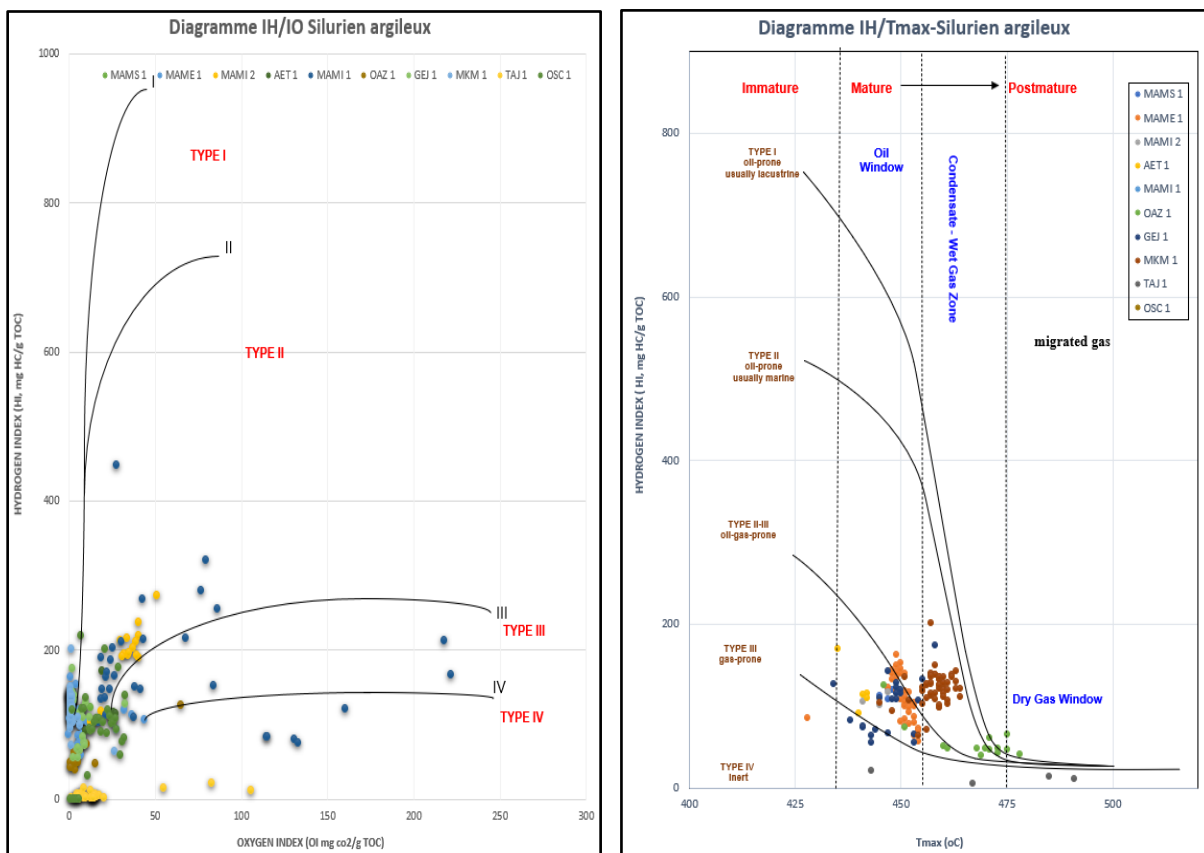 Diagramme IH/IO Silurien argileux
1000
MAMS 1 MAME 1 MAMI 2 AET 1 MAMI 1 OAZ 1 GEJ 1 MKM 1 TAJ 1 OSC 1
I
TYPE I
800
II
TYPE II
600
HYDROGEN INDEX (HI, mg HC/g TOC)
400
III
TYPE III
200
IV
TYPE IV
0
0 50 100 150 200 250 300
OXYGEN INDEX (OI mg co2/g TOC)
Diagramme IH/Tmax-Silurien argileux
Immature
Mature
Postmature
MAMS 1
MAME 1
MAMI 2
AET 1
MAMI 1
OAZ 1
GEJ 1
MKM 1
TAJ 1
OSC 1
800
TYPE I
oil-prone
usually lacustrine
Oil
Window
Condensate - Wet Gas Zone
600
migrated gas
TYPE II
oil-prone
usually marine
HYDROGEN INDEX ( HI, mg HC/g TOC)
400
TYPE II-III
oil-gas-prone
200
TYPE III
gas-prone
Dry Gas Window
TYPE IV
Inert
0
400 425 450 475 500
Tmax (oC)